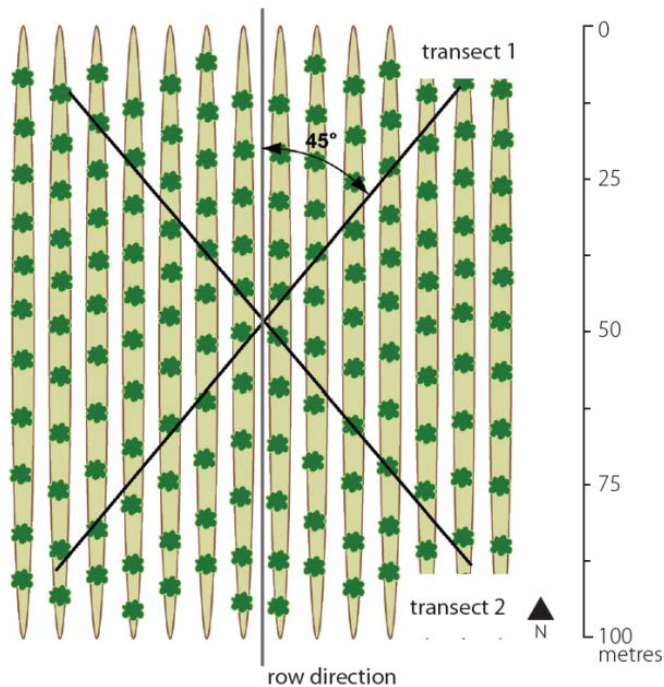 transect 1
0
45°
25
50
75
transect 2
N
100
metres
row direction